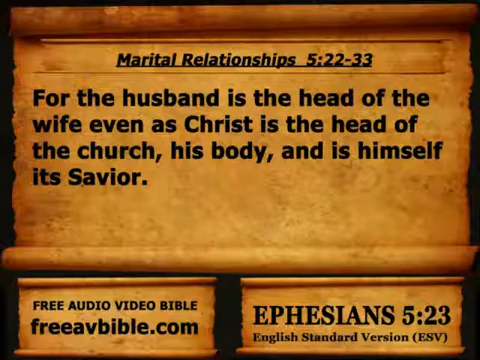 Marital Relationships 5:22-33
For the husband is the head of the
wife even as Christ is the head of
the church, his body, and is himself
its Savior.
FREE AUDIO VIDEO BIBLE
freeavbible.com
EPHESIANS 5:23
English Standard Version (ESV)